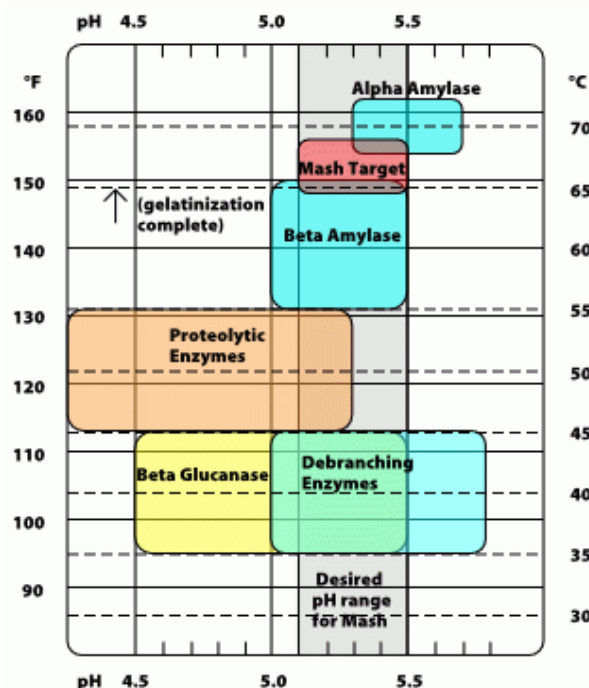 pH 4.5 5.0 5.5
°F
°C
Alpha Amylase
160
70
Mash Target
150
65
(gelatinization
complete)
Beta Amylase
140
60
130
55
Proteolytic
Enzymes
120
50
110
45
Beta Glucanase
Debranching
Enzymes
40
100
35
Desired
pH range
for Mash
90
30
pH 4.5 5.0 5.5